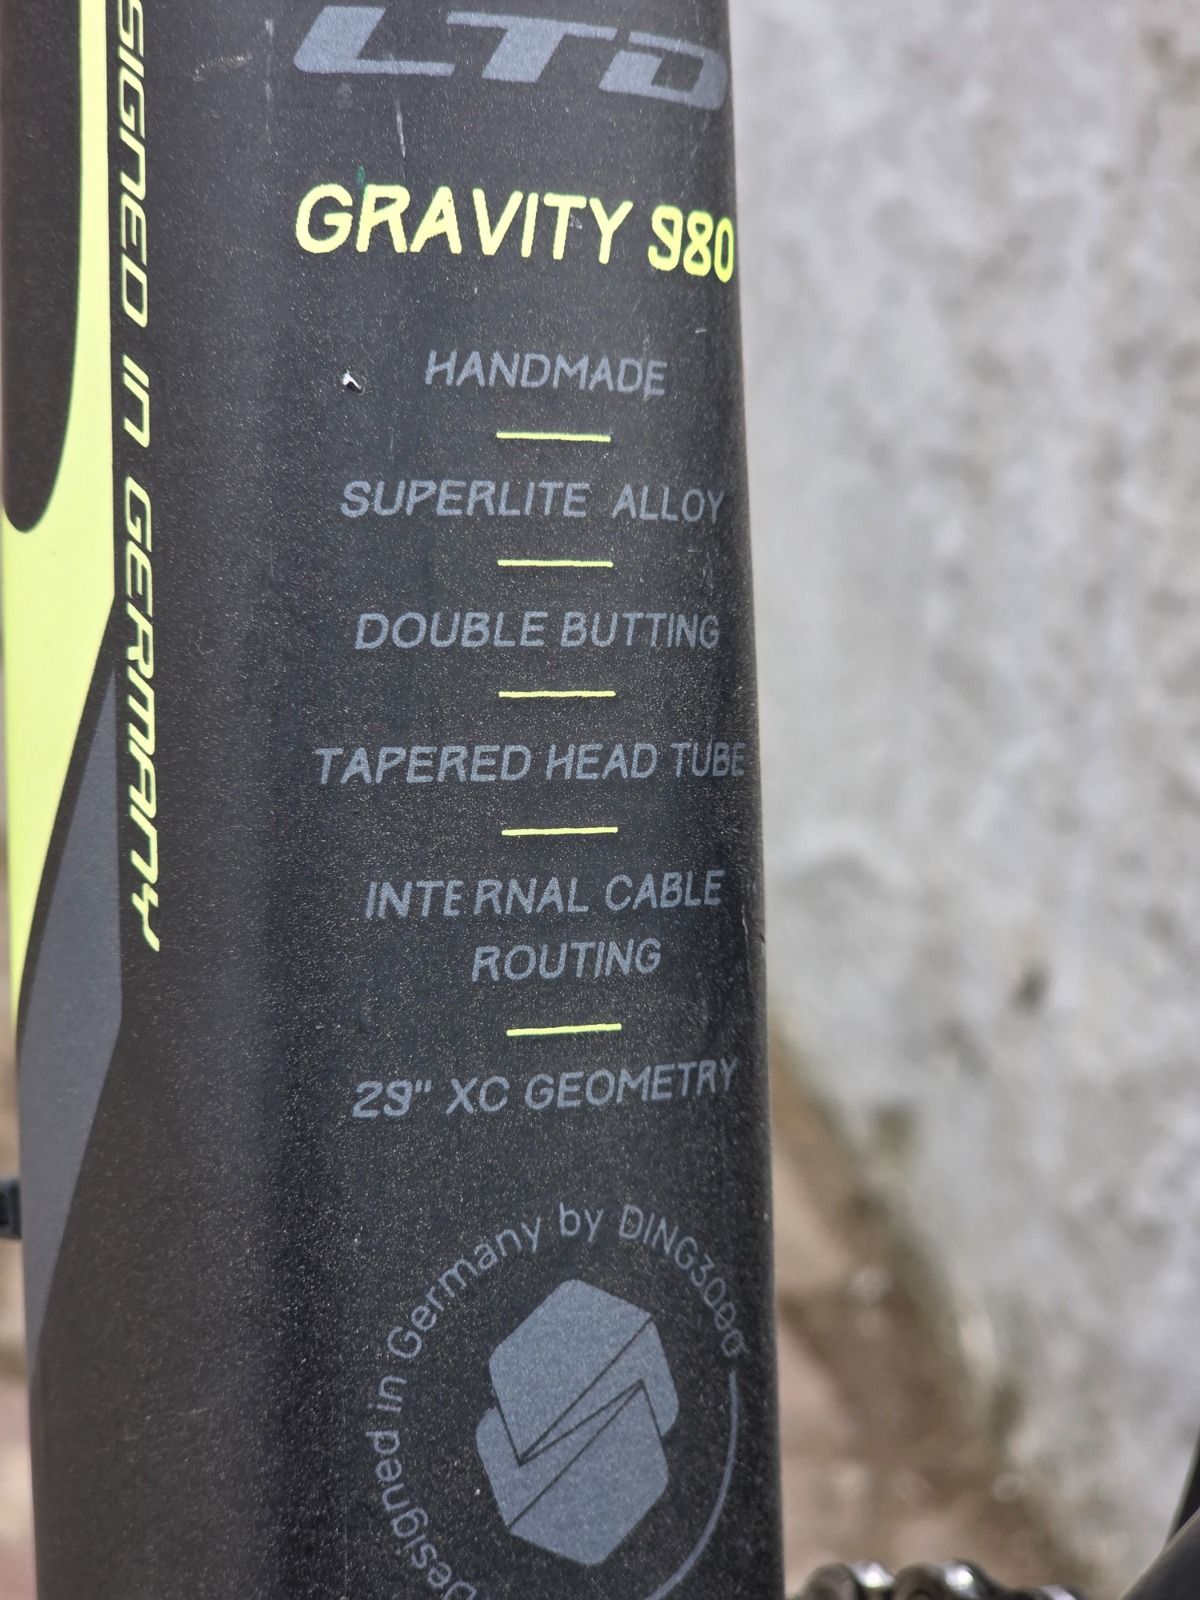 LTD
SIGNED IN GERMANY
GRAVITY 980
HANDMADE
SUPERLITE ALLOY
DOUBLE BUTTING
TAPERED HEAD TUBE
INTERNAL CABLE
ROUTING
29" XC GEOMETRY
Designed in Germany by DING3000